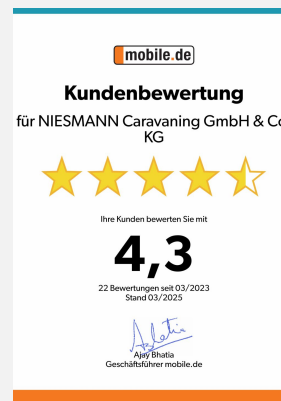 mobile.de
Kundenbewertung
für NIESMANN Caravaning GmbH & Co
KG
Ihre Kunden bewerten Sie mit
4,3
22 Bewertungen seit 03/2023
Stand 03/2025
Ajay Bhatia
Geschäftsführer mobile.de